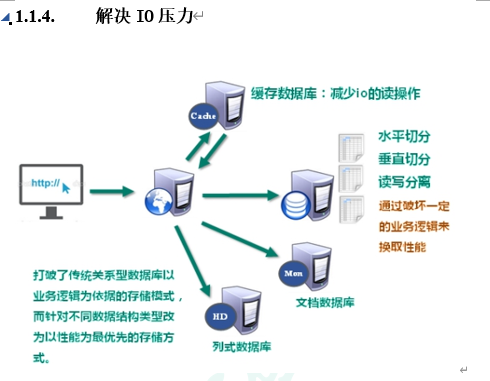 1.1.4. 解决 IO 压力
缓存数据库：减少io的读操作
Cache
水平切分
垂直切分
读写分离
http://
通过破坏一定
的业务逻辑来
换取性能
Mon
文档数据库
打破了传统关系型数据库以
业务逻辑为依据的存储模式，
而针对不同数据结构类型改
为以性能为最优先的存储方
式。
HD
列式数据库